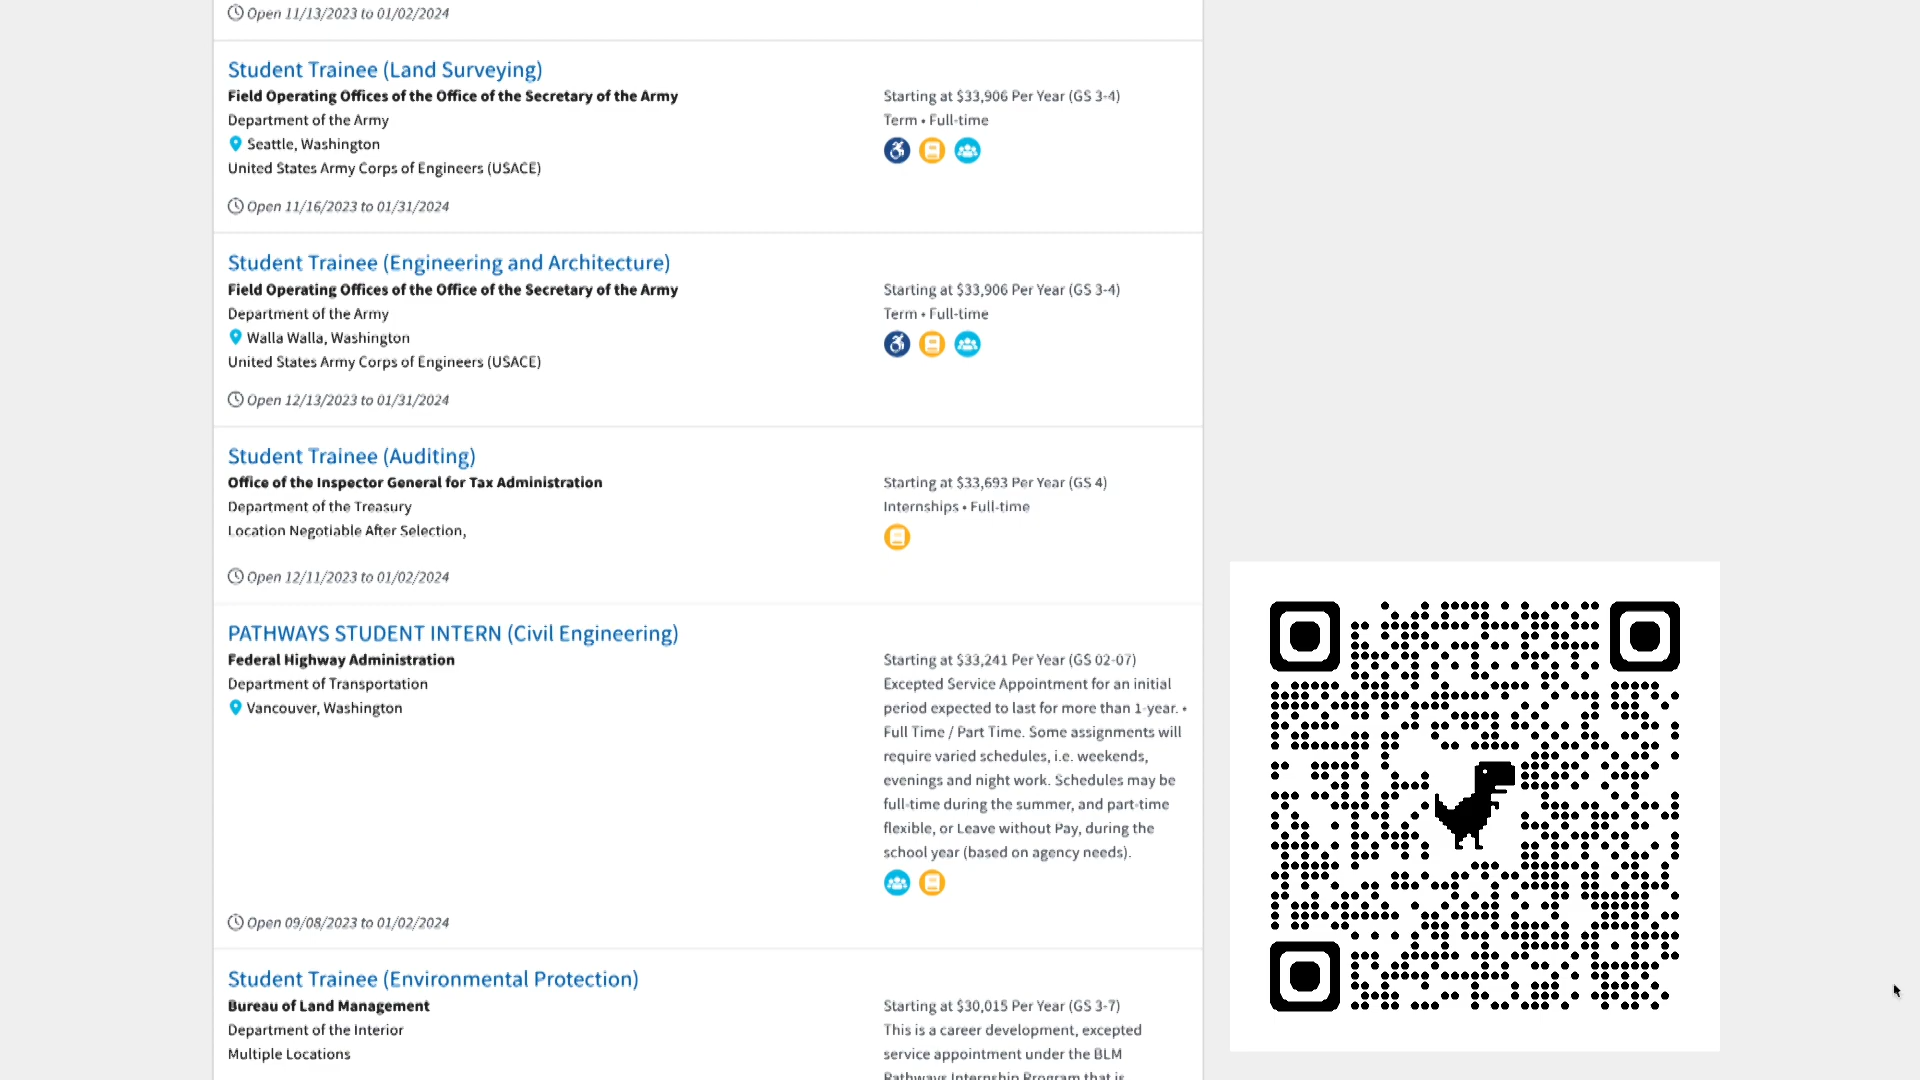 Open 11/13/2023 to 01/02/2024
Student Trainee (Land Surveying)
Field Operating Offices of the Office of the Secretary of the Army
Department of the Army
Seattle, Washington
United States Army Corps of Engineers (USACE)
Starting at $33,906 Per Year (GS 3-4)
Term • Full-time
Open 11/16/2023 to 01/31/2024
Student Trainee (Engineering and Architecture)
Field Operating Offices of the Office of the Secretary of the Army
Department of the Army
Walla Walla, Washington
United States Army Corps of Engineers (USACE)
Starting at $33,906 Per Year (GS 3-4)
Term • Full-time
Open 12/13/2023 to 01/31/2024
Student Trainee (Auditing)
Office of the Inspector General for Tax Administration
Department of the Treasury
Location Negotiable After Selection,
Starting at $33,693 Per Year (GS 4)
Internships • Full-time
Open 12/11/2023 to 01/02/2024
PATHWAYS STUDENT INTERN (Civil Engineering)
Federal Highway Administration
Department of Transportation
Vancouver, Washington
Starting at $33,241 Per Year (GS 02-07)
Excepted Service Appointment for an initial
period expected to last for more than 1-year. •
Full Time / Part Time. Some assignments will
require varied schedules, i.e. weekends,
evenings and night work. Schedules may be
full-time during the summer, and part-time
flexible, or Leave without Pay, during the
school year (based on agency needs).
Open 09/08/2023 to 01/02/2024
Student Trainee (Environmental Protection)
Bureau of Land Management
Department of the Interior
Multiple Locations
Starting at $30,015 Per Year (GS 3-7)
This is a career development, excepted
service appointment under the BLM
Pathways Internship Program that is